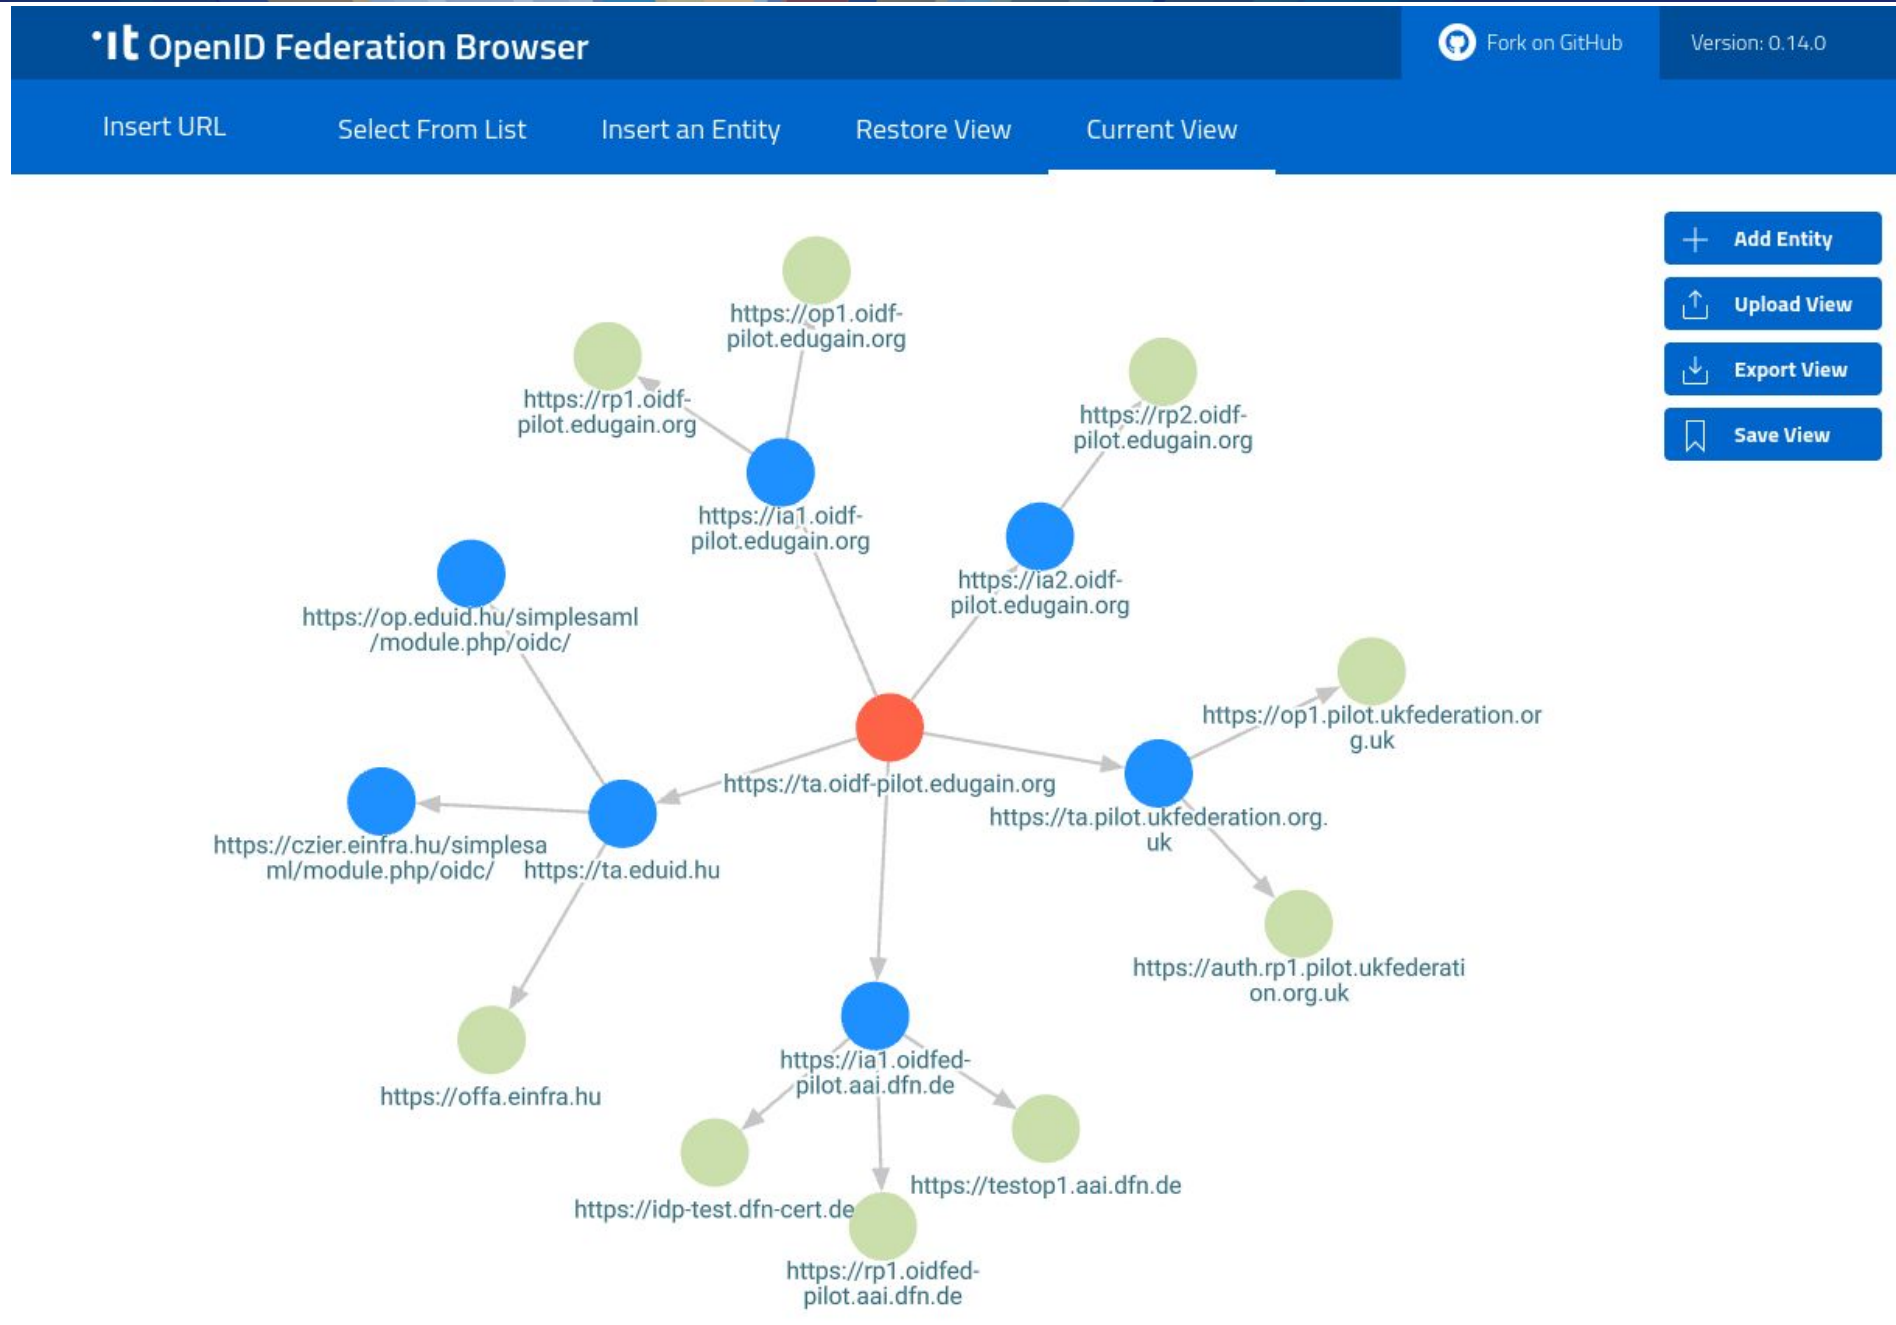 OpenID Federation Browser
Fork on GitHub
Version: 0.14.0
Insert URL
Select From List
Insert an Entity
Restore View
Current View
Add Entity
Upload View
Export View
Save View
https://op1.oidf-
pilot.edugain.org
https://rp1.oidf-
pilot.edugain.org
https://rp2.oidf-
pilot.edugain.org
https://ia1.oidf-
pilot.edugain.org
https://ia2.oidf-
pilot.edugain.org
https://op.eduid.hu/simplesaml
/module.php/oidc/
https://op1.pilot.ukfederation.or
g.uk
https://ta.oidf-pilot.edugain.org
https://ta.pilot.ukfederation.org.
uk
https://czier.einfra.hu/simplesa
ml/module.php/oidc/
https://ta.eduid.hu
https://auth.rp1.pilot.ukfederati
on.org.uk
https://ia1.oidfed-
pilot.aai.dfn.de
https://offa.einfra.hu
https://testop1.aai.dfn.de
https://idp-test.dfn-cert.de
https://rp1.oidfed-
pilot.aai.dfn.de